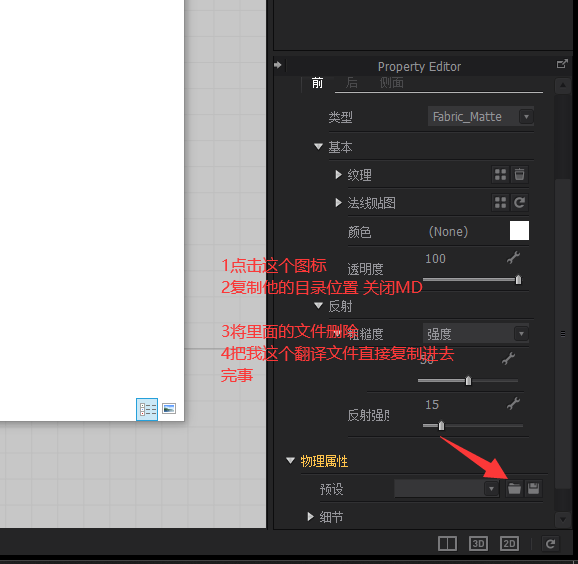 Property Editor
前 后 侧面
类型 Fabric_Matte
基本
纹理
法线贴图
颜色 (None)
1点击这个图标
透明度 100
2复制他的目录位置 关闭MD
反射
3将里面的文件删除
粗糙度 强度
4把我这个翻译文件直接复制进去
完事
反射强度 15
物理属性
预设
细节
3D 2D